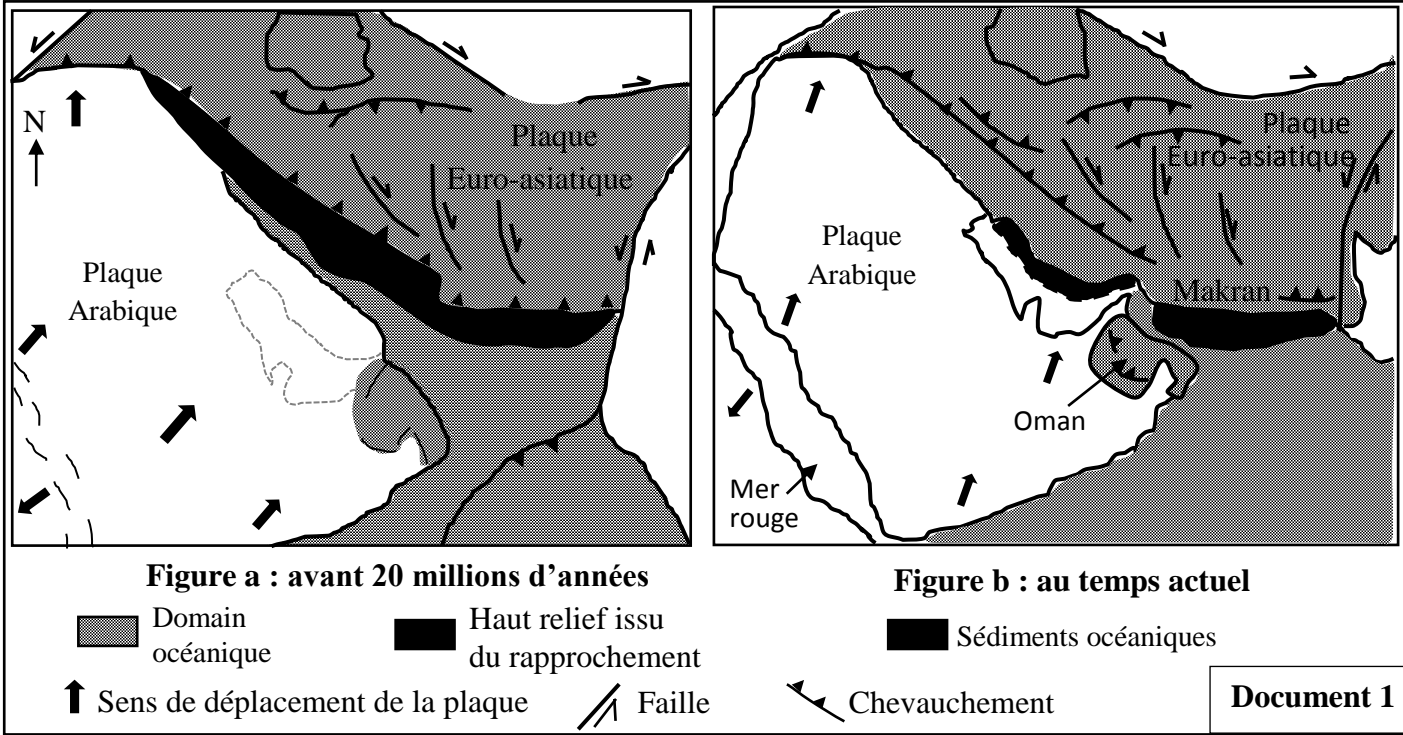 N
Plaque
Euro-asiatique
Plaque
Arabique
Plaque
Euro-asiatique
Plaque
Arabique
Makran
Oman
Mer
rouge
Figure a : avant 20 millions d’années
Figure b : au temps actuel
Domain
océanique
Haut relief issu
du rapprochement
Sédiments océaniques
Sens de déplacement de la plaque
Faille
Chevauchement
Document 1